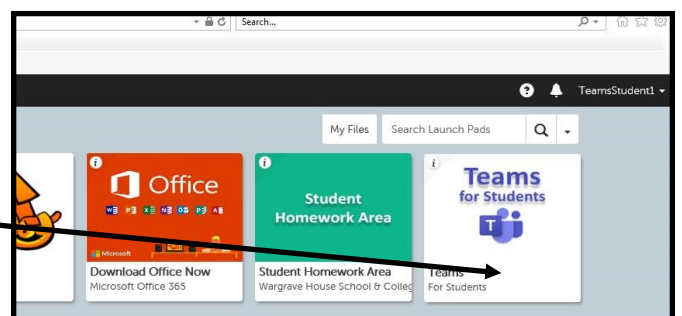 Search...
TeamsStudent1
My Files
Search Launch Pads
Office
Microsoft
Download Office Now
Microsoft Office 365
Student
Homework Area
Student Homework Area
Wargrave House School & Colleg
Teams
for Students
T
Teams
For Students